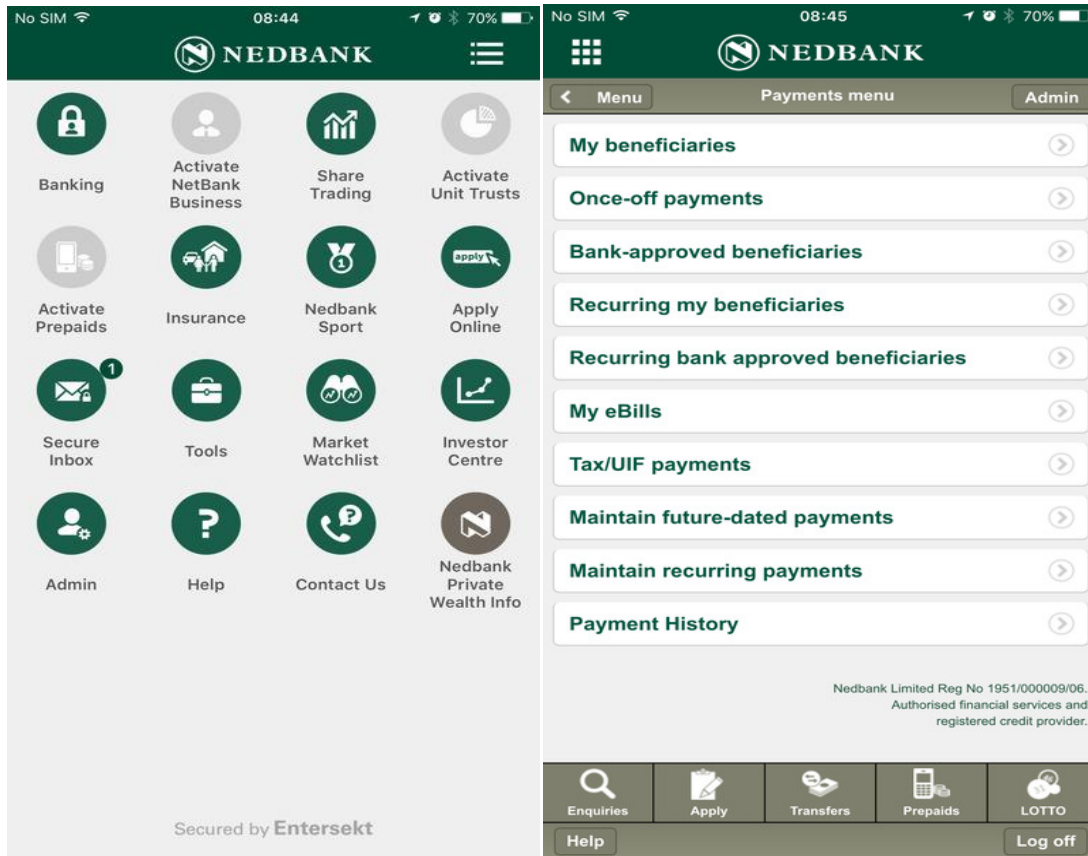 No SIM 08:44 70%
NEDBANK
Banking
Activate
NetBank
Business
Share
Trading
Activate
Unit Trusts
Activate
Prepaids
Insurance
1
Nedbank
Sport
apply
Apply
Online
1
Secure
Inbox
Tools
Market
Watchlist
Investor
Centre
Admin
?
Help
?
Contact Us
Nedbank
Private
Wealth Info
Secured by Entersekt
No SIM 08:45 70%
NEDBANK
Menu Payments menu Admin
My beneficiaries
Once-off payments
Bank-approved beneficiaries
Recurring my beneficiaries
Recurring bank approved beneficiaries
My eBills
Tax/UIF payments
Maintain future-dated payments
Maintain recurring payments
Payment History
Nedbank Limited Reg No 1951/000009/06.
Authorised financial services and
registered credit provider.
Enquiries Apply Transfers Prepaids LOTTO
Help Log off